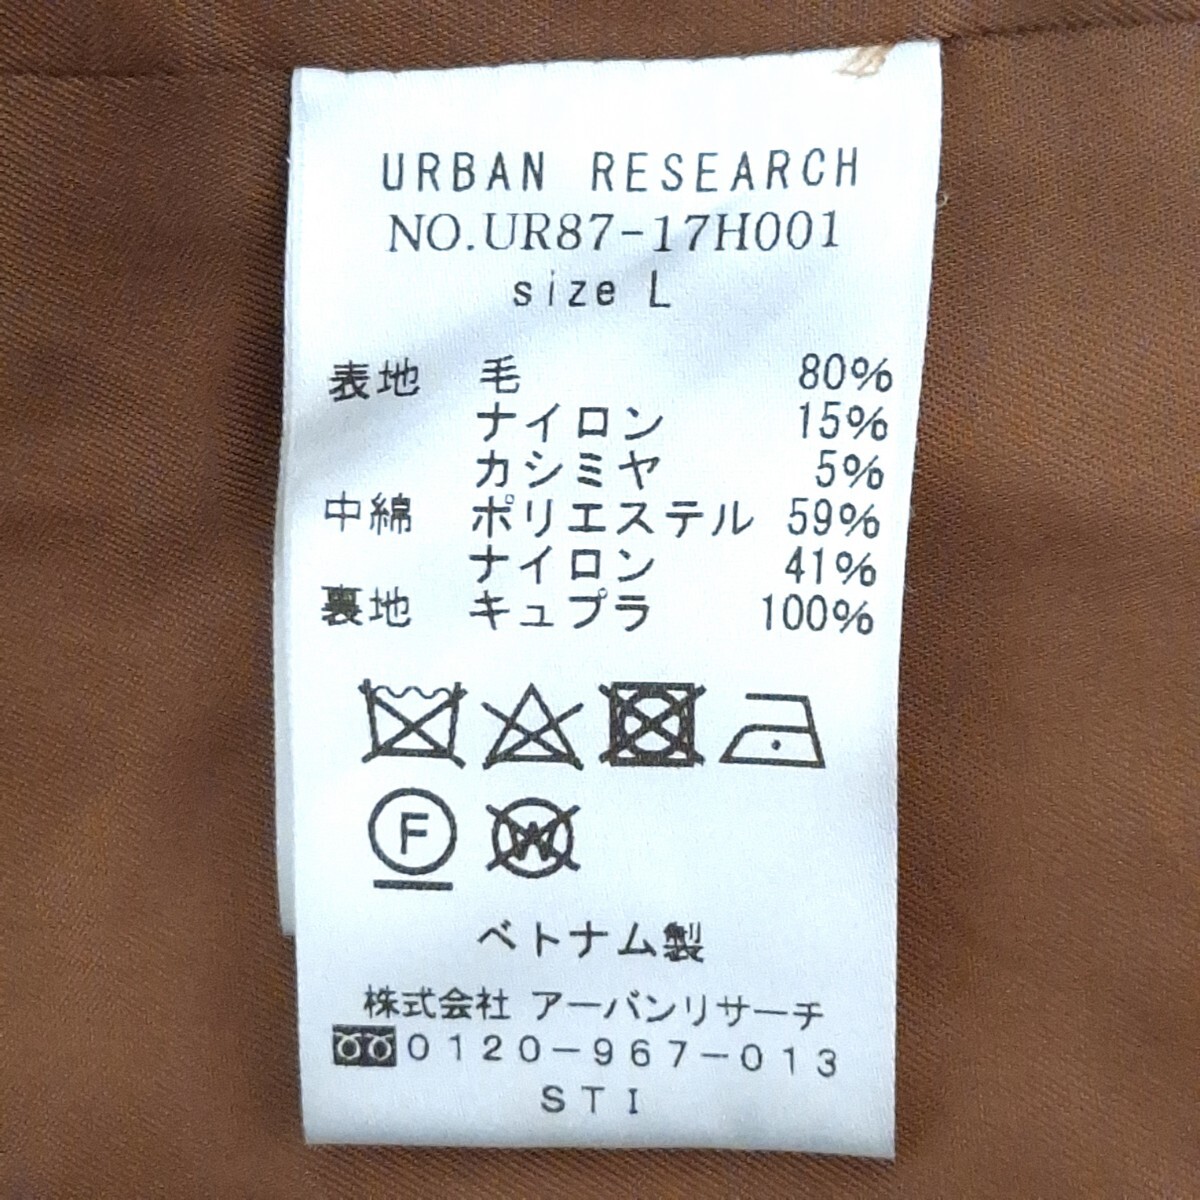 URBAN RESEARCH
NO.UR87-17H001
size L
表地 毛 80%
ナイロン 15%
カシミヤ 5%
中綿 ポリエステル 59%
ナイロン 41%
裏地 キュプラ 100%
F W
ベトナム製
株式会社 アーバンリサーチ
0120-967-013
STI